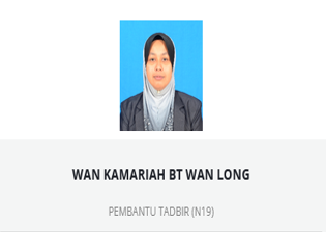 WAN KAMARIAH BT WAN LONG
PEMBANTU TADBIR (N19)